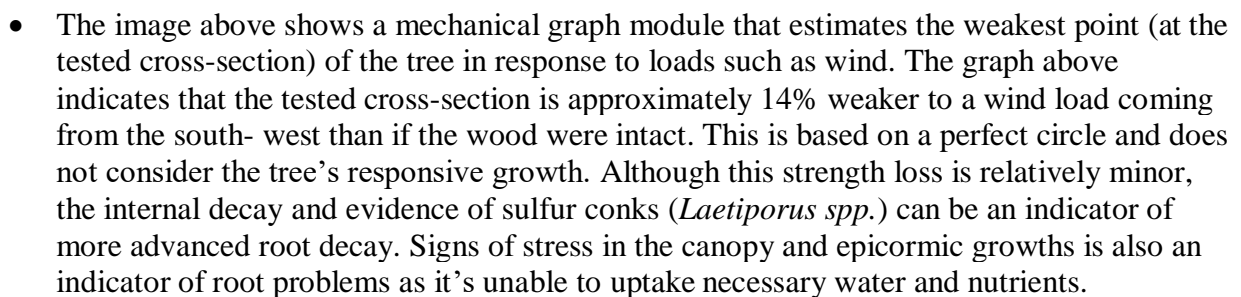 • The image above shows a mechanical graph module that estimates the weakest point (at the
tested cross-section) of the tree in response to loads such as wind. The graph above
indicates that the tested cross-section is approximately 14% weaker to a wind load coming
from the south- west than if the wood were intact. This is based on a perfect circle and does
not consider the tree’s responsive growth. Although this strength loss is relatively minor,
the internal decay and evidence of sulfur conks (Laetiporus spp.) can be an indicator of
more advanced root decay. Signs of stress in the canopy and epicormic growths is also an
indicator of root problems as it’s unable to uptake necessary water and nutrients.